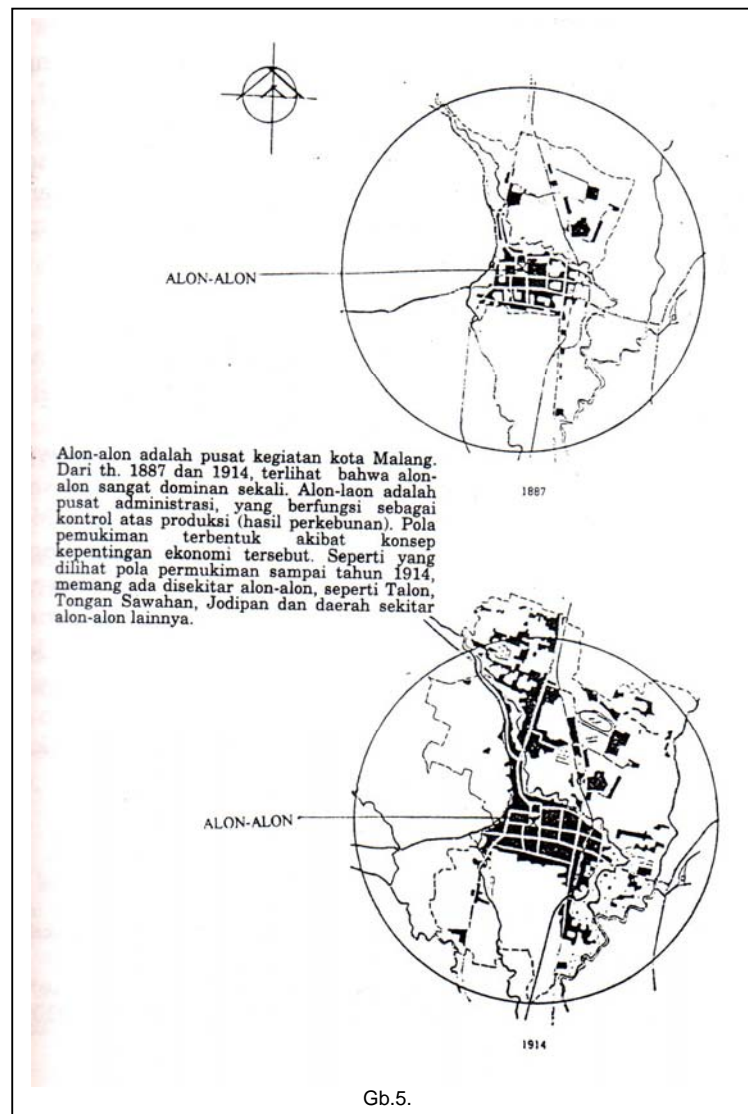 ALON-ALON
Alon-alon adalah pusat kegiatan kota Malang.
Dari th. 1887 dan 1914, terlihat bahwa alon-
alon sangat dominan sekali. Alon-laon adalah
pusat administrasi, yang berfungsi sebagai
kontrol atas produksi (hasil perkebunan). Pola
pemukiman terbentuk akibat konsep
kepentingan ekonomi tersebut. Seperti yang
dilihat pola permukiman sampai tahun 1914,
memang ada disekitar alon-alon, seperti Talon,
Tongan Sawahan, Jodipan dan daerah sekitar
alon-alon lainnya.
1887
ALON-ALON
1914
Gb.5.